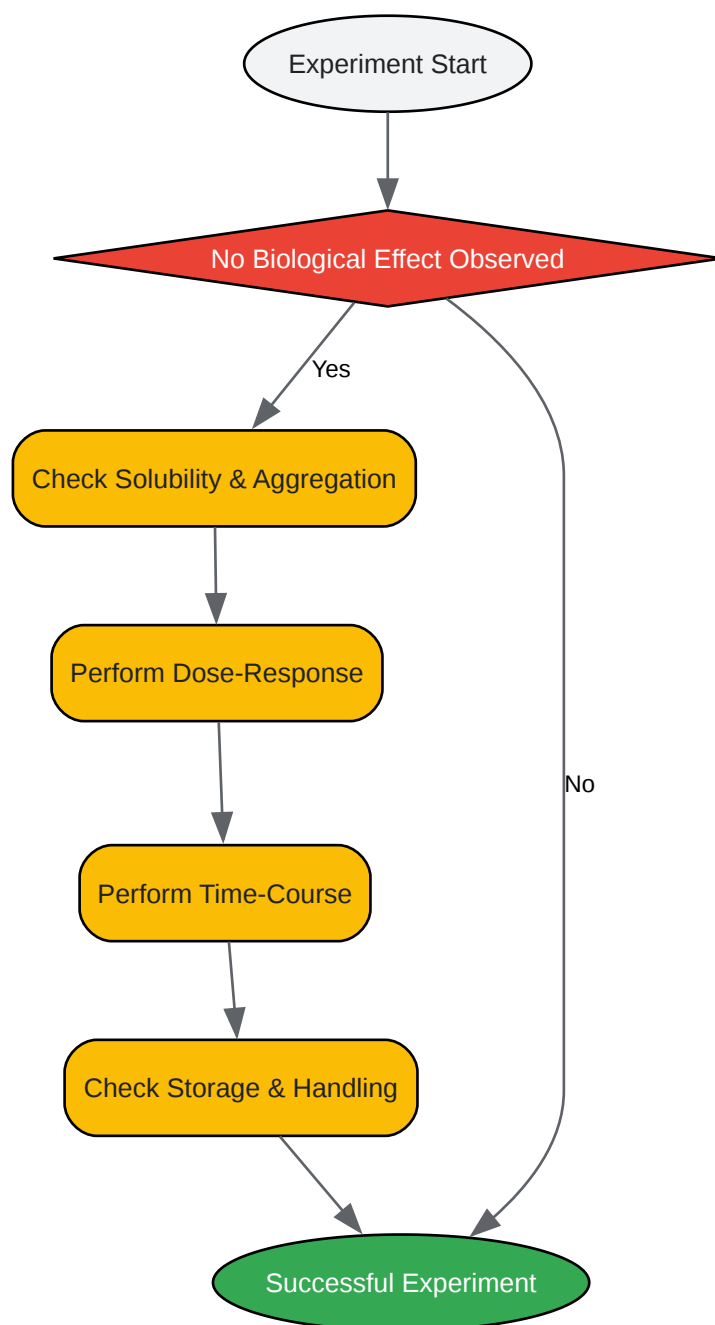 Experiment Start
No Biological Effect Observed
Yes
Check Solubility & Aggregation
Perform Dose-Response
No
Perform Time-Course
Check Storage & Handling
Successful Experiment